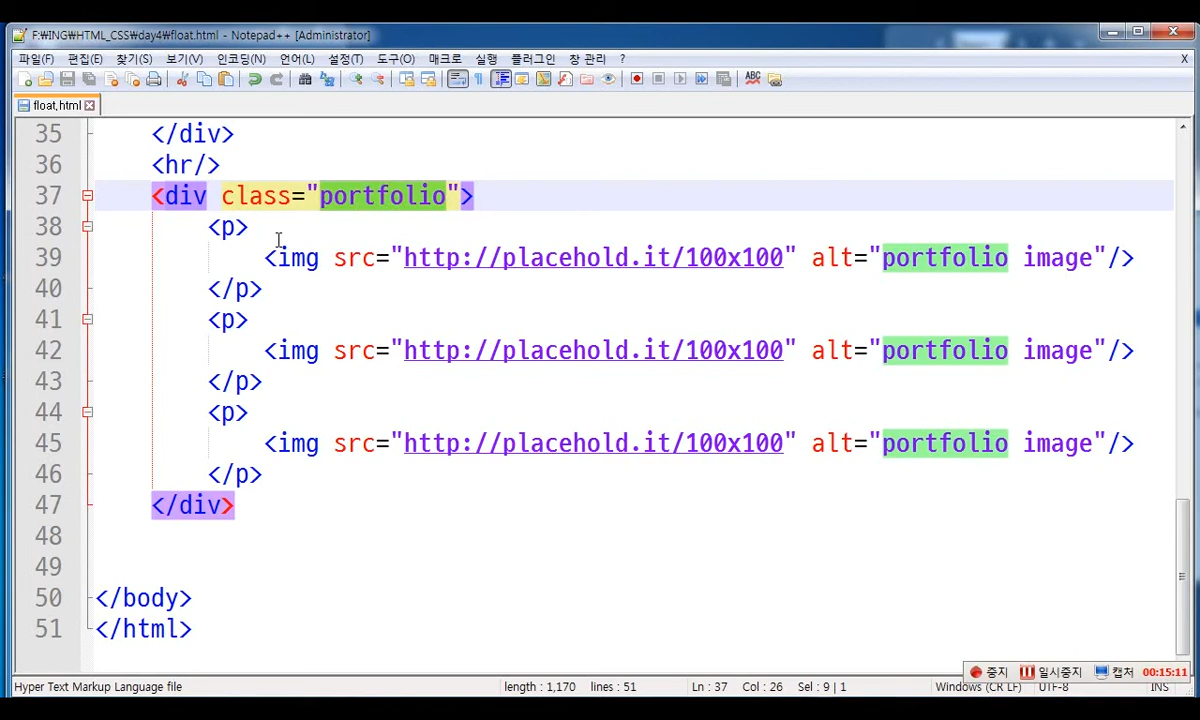 F:\ING\HTML_CSS\day4\float.html - Notepad++ [Administrator]
파일(F) 편집(E) 찾기(S) 보기(V) 인코딩(N) 언어(L) 설정(T) 도구(O) 매크로 실행 플러그인 창 관리 ? X
float.html
35 </div>
36 <hr/>
37 <div class="portfolio">
38 <p>
39 <img src="http://placehold.it/100x100" alt="portfolio image"/>
40 </p>
41 <p>
42 <img src="http://placehold.it/100x100" alt="portfolio image"/>
43 </p>
44 <p>
45 <img src="http://placehold.it/100x100" alt="portfolio image"/>
46 </p>
47 </div>
48
49
50 </body>
51 </html>
중지 일시중지 캡처 00:15:11
Hyper Text Markup Language file length : 1,170 lines : 51 Ln : 37 Col : 26 Sel : 9 | 1 Windows (CR LF) UTF-8 INS